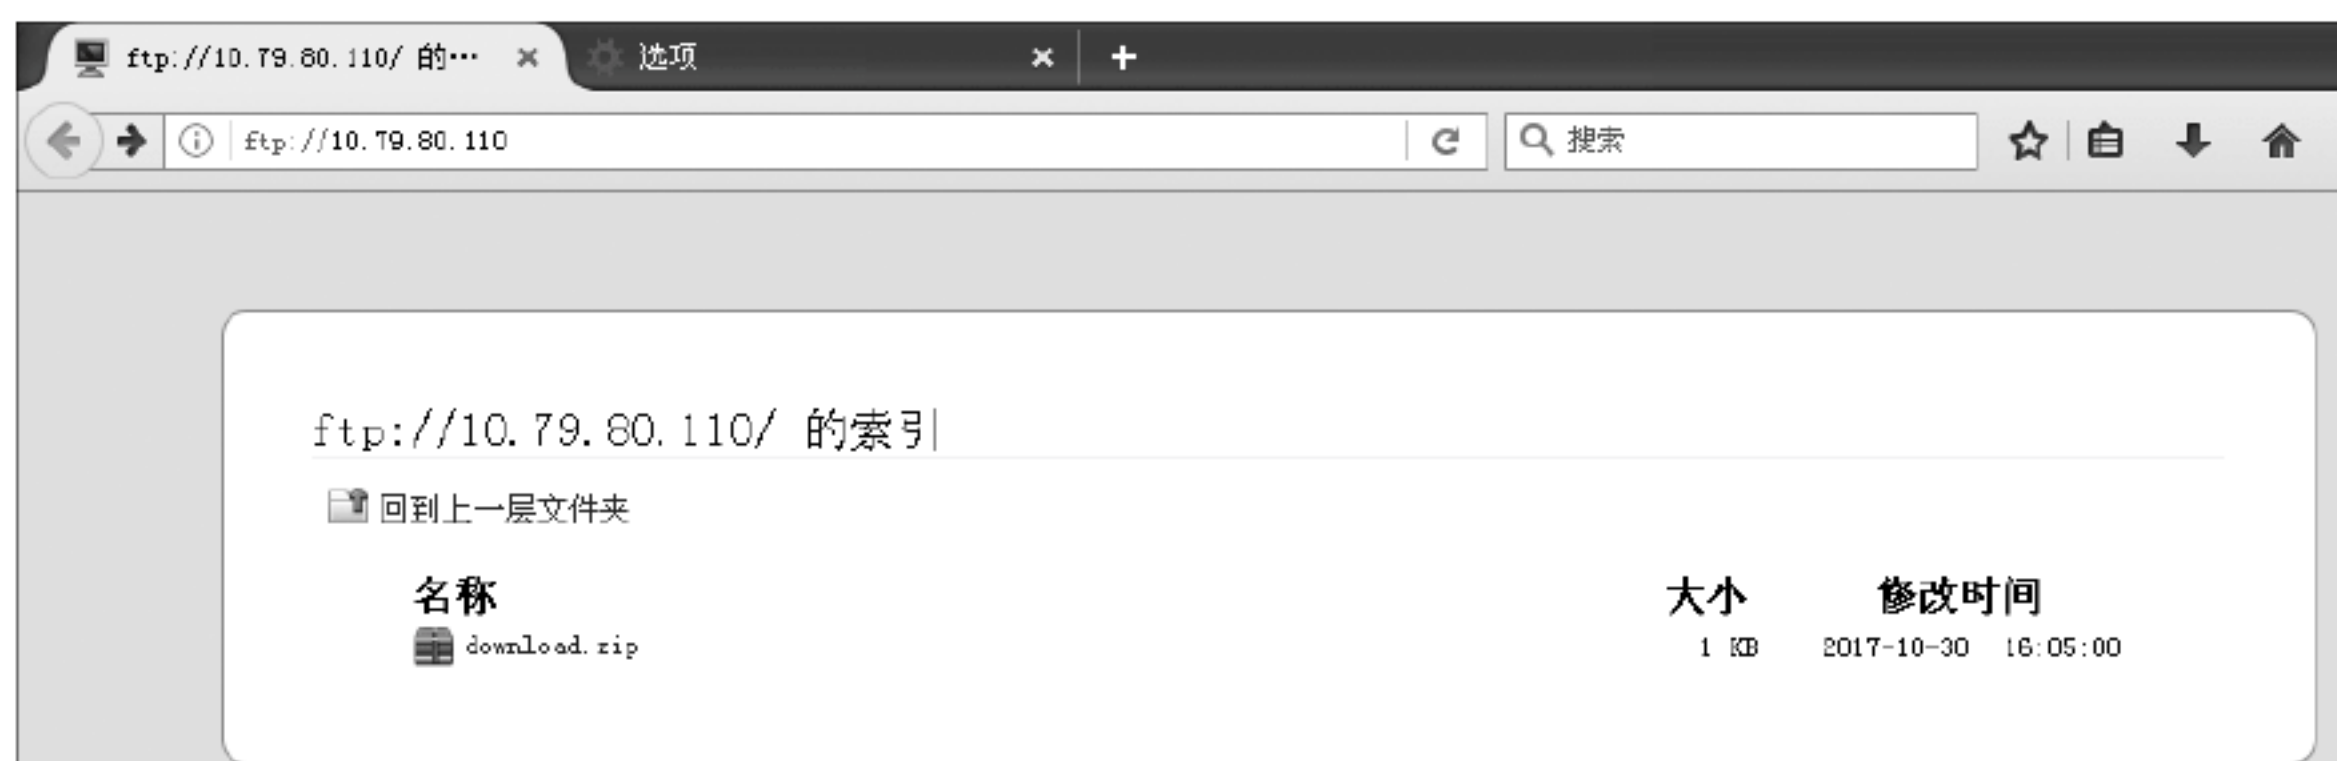 ftp://10.79.80.110/ 的… 选项
ftp://10.79.80.110 搜索
ftp://10.79.80.110/ 的索引
回到上一层文件夹
名称 大小 修改时间
download.zip 1 KB 2017-10-30 16:05:00